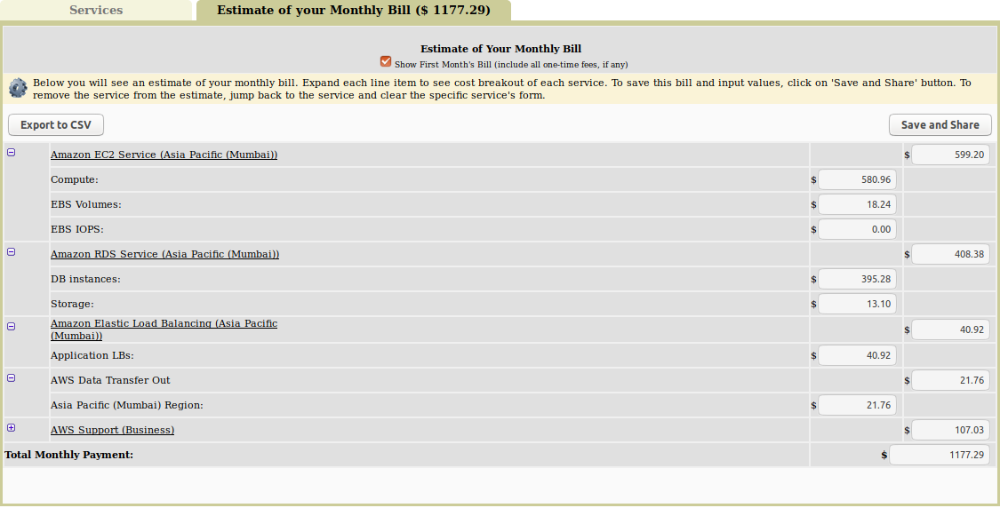 Services
Estimate of your Monthly Bill ($ 1177.29)
Estimate of Your Monthly Bill
Show First Month's Bill (include all one-time fees, if any)
Below you will see an estimate of your monthly bill. Expand each line item to see cost breakout of each service. To save this bill and input values, click on 'Save and Share' button. To
remove the service from the estimate, jump back to the service and clear the specific service's form.
Export to CSV
Save and Share
Amazon EC2 Service (Asia Pacific (Mumbai)) $ 599.20
Compute: $ 580.96
EBS Volumes: $ 18.24
EBS IOPS: $ 0.00
Amazon RDS Service (Asia Pacific (Mumbai)) $ 408.38
DB instances: $ 395.28
Storage: $ 13.10
Amazon Elastic Load Balancing (Asia Pacific
(Mumbai)) $ 40.92
Application LBs: $ 40.92
AWS Data Transfer Out $ 21.76
Asia Pacific (Mumbai) Region: $ 21.76
AWS Support (Business) $ 107.03
Total Monthly Payment: $ 1177.29